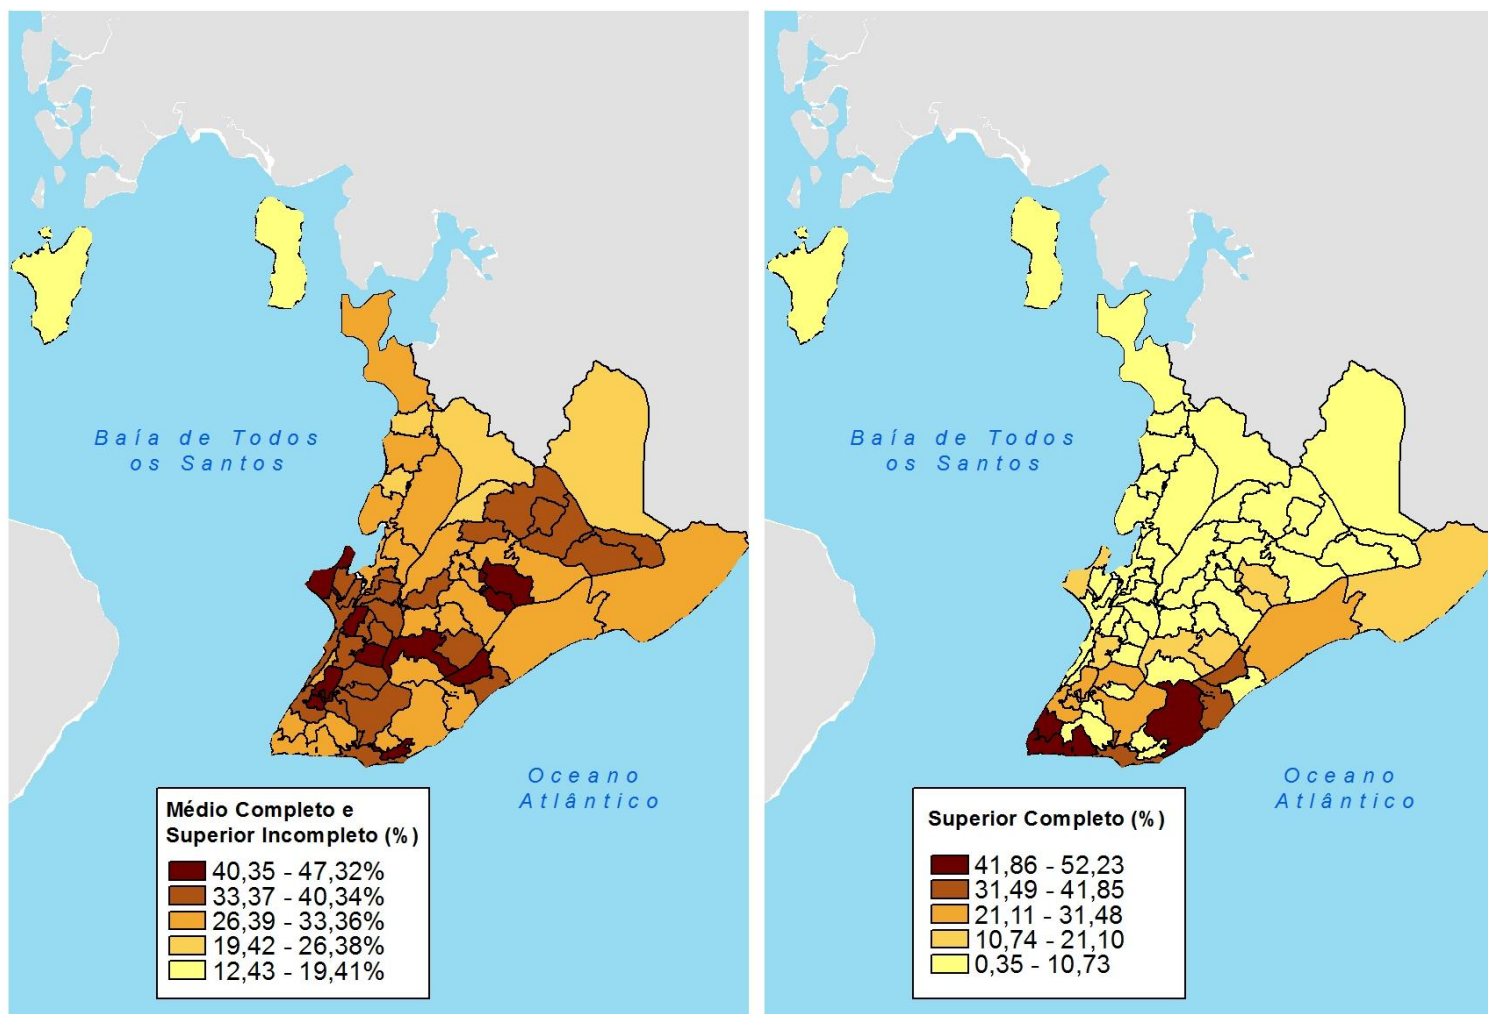 Baía de Todos
os Santos
Oceano
Atlântico
Médio Completo e
Superior Incompleto (%)
40,35 - 47,32%
33,37 - 40,34%
26,39 - 33,36%
19,42 - 26,38%
12,43 - 19,41%
Baía de Todos
os Santos
Oceano
Atlântico
Superior Completo (%)
41,86 - 52,23
31,49 - 41,85
21,11 - 31,48
10,74 - 21,10
0,35 - 10,73